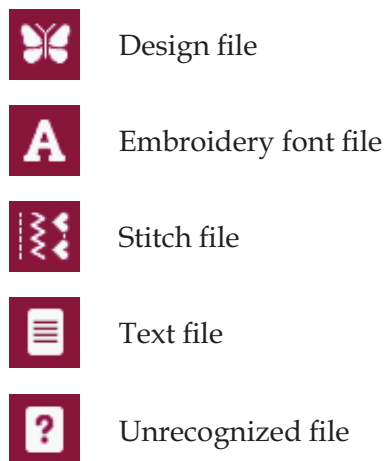 Design file
A Embroidery font file
Stitch file
Text file
? Unrecognized file